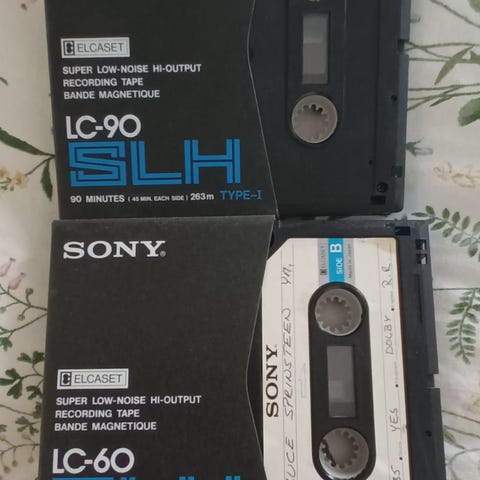 ELCASET
SUPER LOW-NOISE HI-OUTPUT
RECORDING TAPE
BANDE MAGNETIQUE
LC-90
SLH
90 MINUTES (45 MIN. EACH SIDE) 263m TYPE-I
SONY
ELCASET
SUPER LOW-NOISE HI-OUTPUT
RECORDING TAPE
BANDE MAGNETIQUE
LC-60
ELCASET
SIDE B
SONY
SPRINSTEEN
YES
DOLBY
R.R